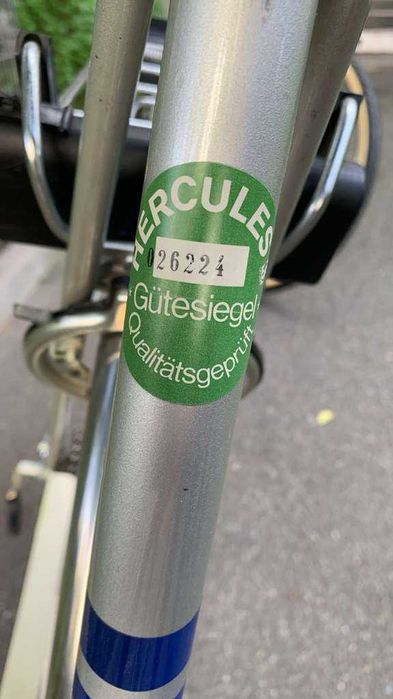 HERCULES
026224
Gütesiegel
Qualitätsgeprüft